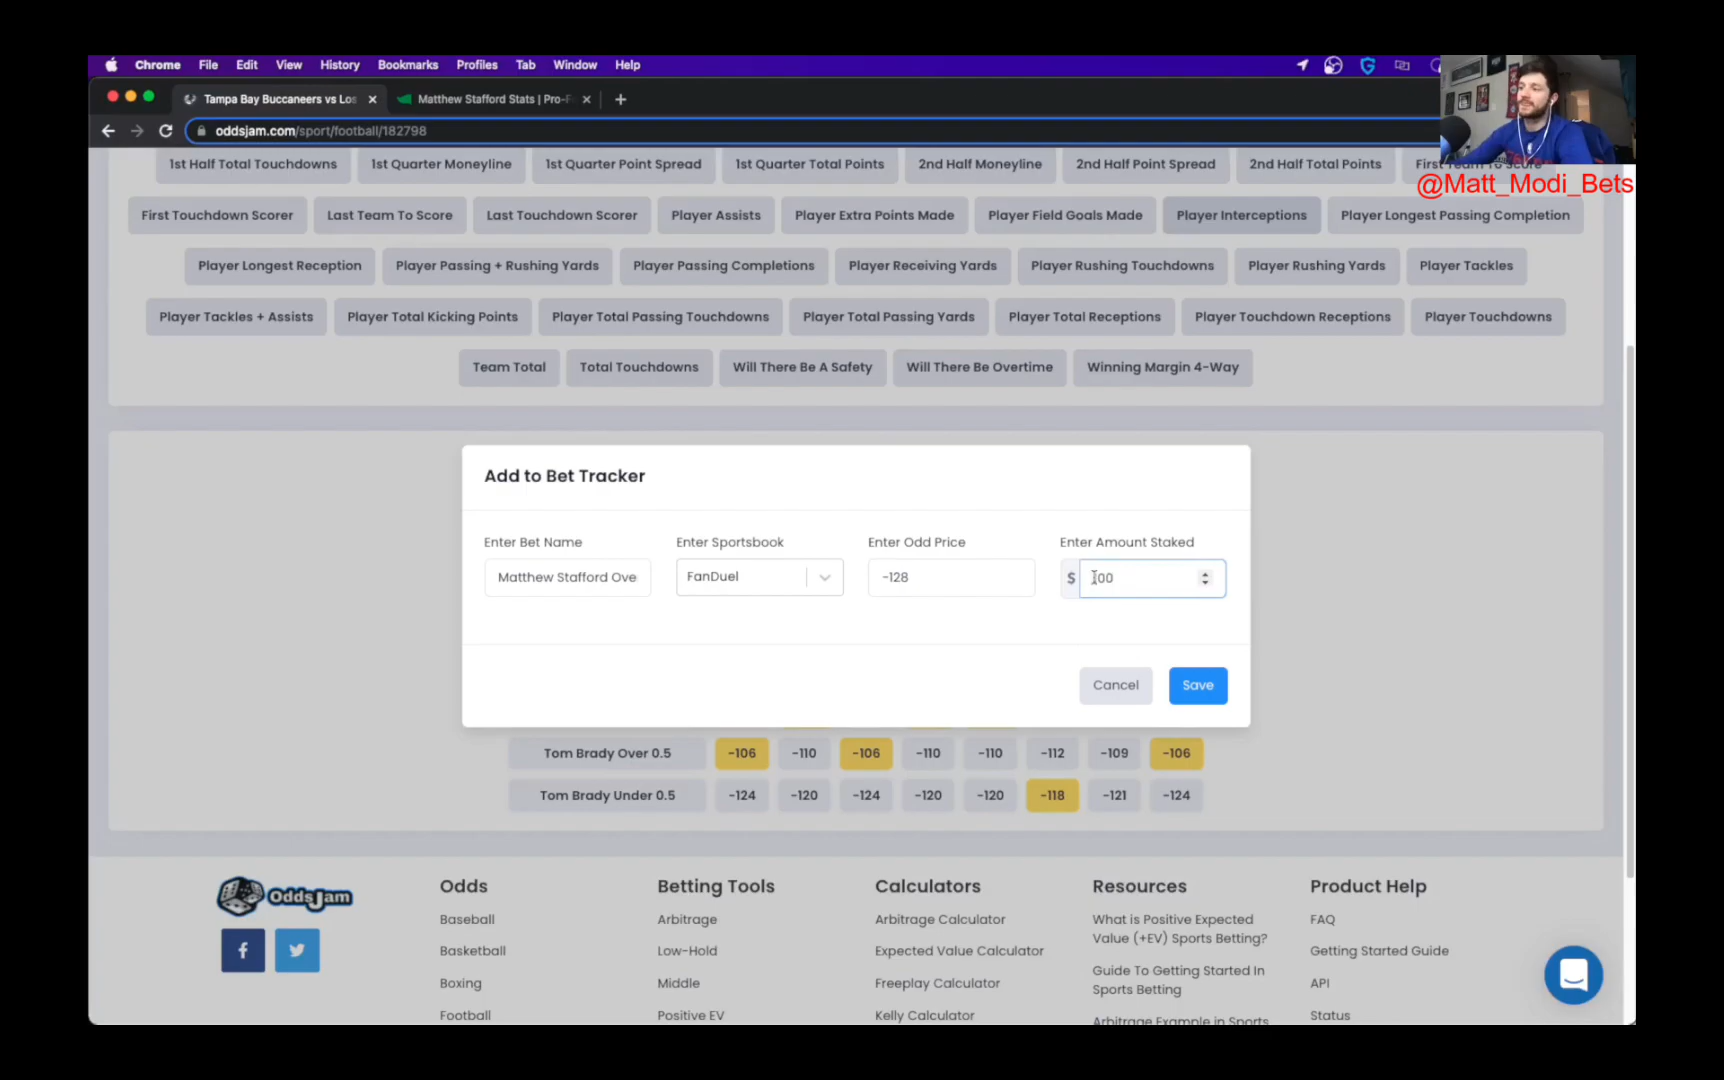 Chrome File Edit View History Bookmarks Profiles Tab Window Help
Tampa Bay Buccaneers vs Los Matthew Stafford Stats | Pro-F
oddsjam.com/sport/football/182798
@Matt_Modi_Bets
1st Half Total Touchdowns 1st Quarter Moneyline 1st Quarter Point Spread 1st Quarter Total Points 2nd Half Moneyline 2nd Half Point Spread 2nd Half Total Points First Team To Score
First Touchdown Scorer Last Team To Score Last Touchdown Scorer Player Assists Player Extra Points Made Player Field Goals Made Player Interceptions Player Longest Passing Completion
Player Longest Reception Player Passing + Rushing Yards Player Passing Completions Player Receiving Yards Player Rushing Touchdowns Player Rushing Yards Player Tackles
Player Tackles + Assists Player Total Kicking Points Player Total Passing Touchdowns Player Total Passing Yards Player Total Receptions Player Touchdown Receptions Player Touchdowns
Team Total Total Touchdowns Will There Be A Safety Will There Be Overtime Winning Margin 4-Way
Add to Bet Tracker
Enter Bet Name Enter Sportsbook Enter Odd Price Enter Amount Staked
Matthew Stafford Ove FanDuel -128 $ 00
Cancel Save
Tom Brady Over 0.5 -106 -110 -106 -110 -110 -112 -109 -106
Tom Brady Under 0.5 -124 -120 -124 -120 -120 -118 -121 -124
OddsJam
Odds
Baseball
Basketball
Boxing
Football
Betting Tools
Arbitrage
Low-Hold
Middle
Positive EV
Calculators
Arbitrage Calculator
Expected Value Calculator
Freeplay Calculator
Kelly Calculator
Resources
What is Positive Expected
Value (+EV) Sports Betting?
Guide To Getting Started In
Sports Betting
Arbitrage Example in Sports
Product Help
FAQ
Getting Started Guide
API
Status